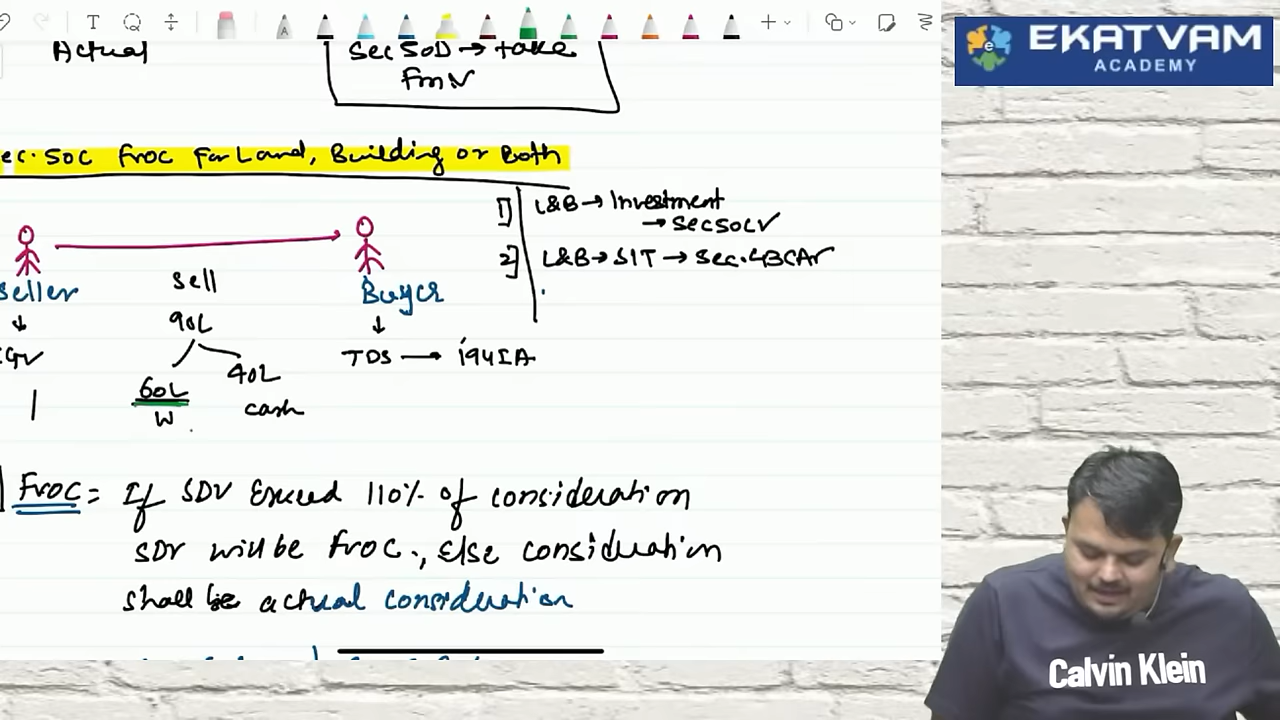 Actual
Sec 50D → take
FMV
EKATVAM
ACADEMY
ec. 50C FVOC For Land, Building or Both
1] L&B → Investment
→ Sec 50C ✓
2] L&B → SIT → Sec. 43CA ✓
seller
sell
Buyer
↓
90L
↓
CG ✓
TDS → 194IA
60L
40L
W
cash
FVOC = If SDV Exceed 110% of consideration
SDV will be FVOC., Else consideration
shall be actual consideration
Calvin Klein